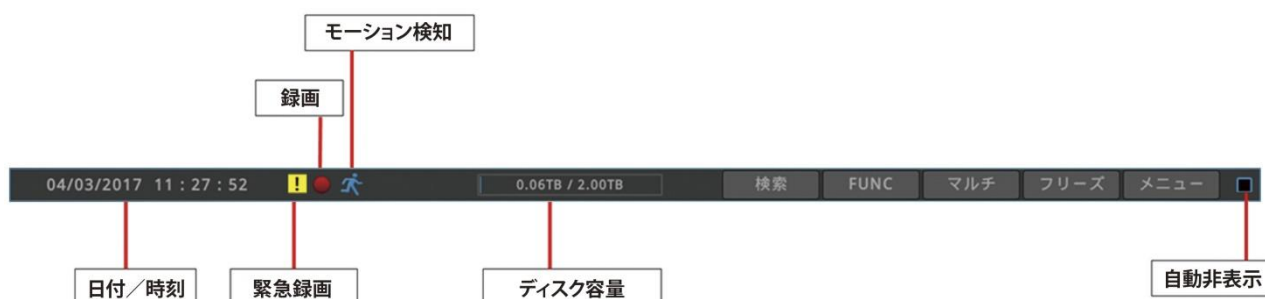 モーション検知
録画
04/03/2017 11 : 27 : 52 ! 0.06TB / 2.00TB 検索 FUNC マルチ フリーズ メニュー
日付／時刻 緊急録画 ディスク容量 自動非表示